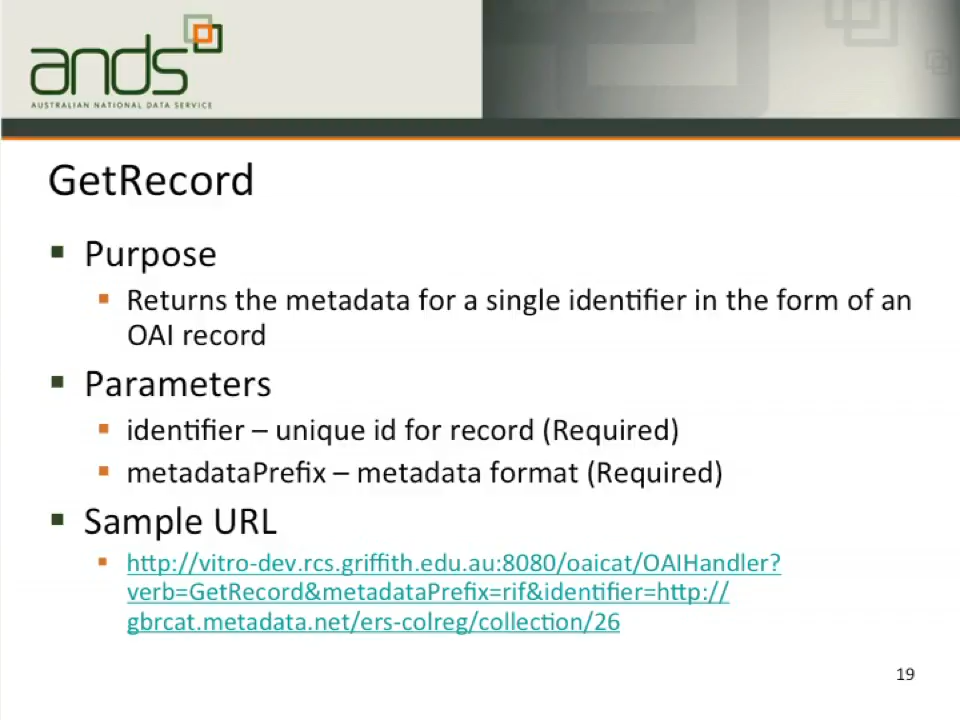 ands
AUSTRALIAN NATIONAL DATA SERVICE
GetRecord
Purpose
Returns the metadata for a single identifier in the form of an
OAI record
Parameters
identifier – unique id for record (Required)
metadataPrefix – metadata format (Required)
Sample URL
http://vitro-dev.rcs.griffith.edu.au:8080/oaicat/OAIHandler?
verb=GetRecord&metadataPrefix=rif&identifier=http://
gbrcat.metadata.net/ers-colreg/collection/26
19